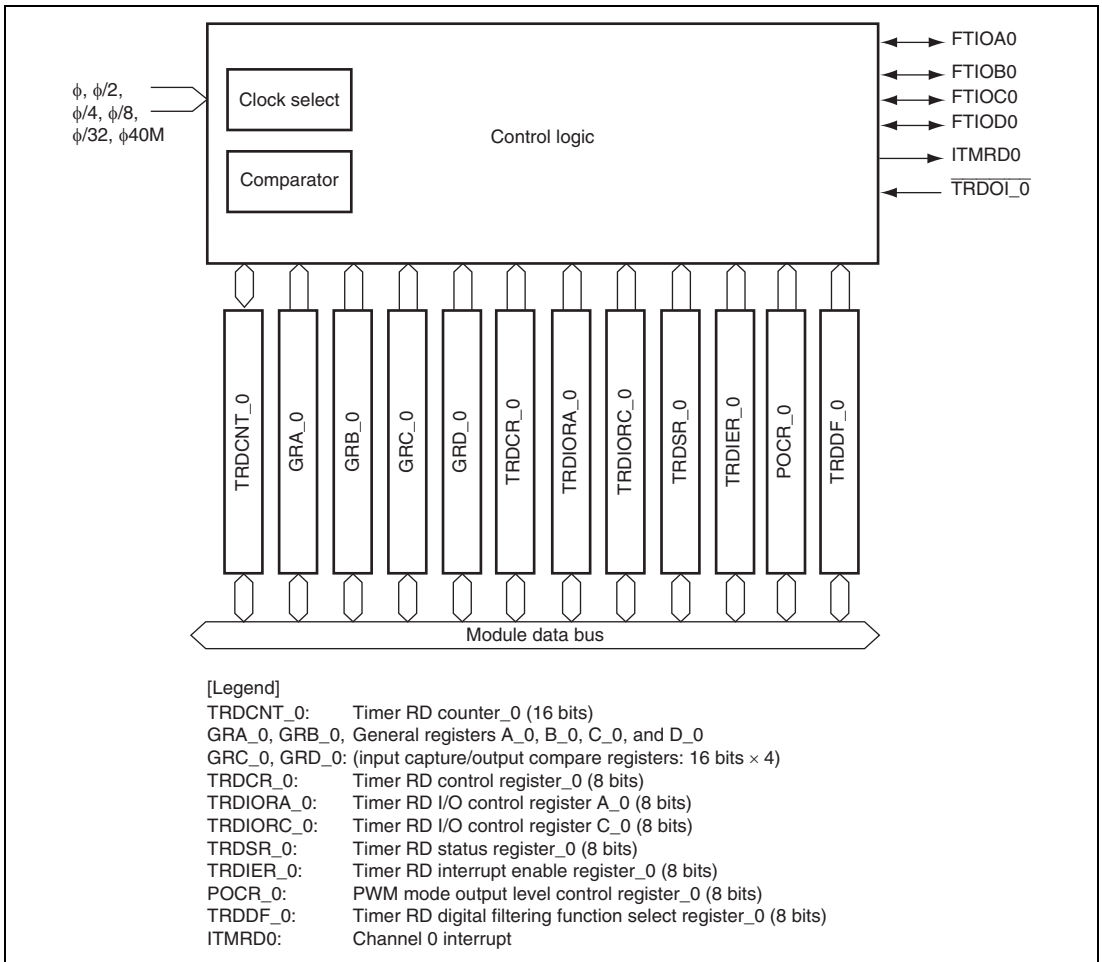 φ, φ/2,
φ/4, φ/8,
φ/32, φ40M
Clock select
Comparator
Control logic
FTIOA0
FTIOB0
FTIOC0
FTIOD0
ITMRD0
T̅R̅D̅O̅I̅_̅0̅
TRDCNT_0
GRA_0
GRB_0
GRC_0
GRD_0
TRDCR_0
TRDIORA_0
TRDIORC_0
TRDSR_0
TRDIER_0
POCR_0
TRDDF_0
Module data bus
[Legend]
TRDCNT_0: Timer RD counter_0 (16 bits)
GRA_0, GRB_0, General registers A_0, B_0, C_0, and D_0
GRC_0, GRD_0: (input capture/output compare registers: 16 bits × 4)
TRDCR_0: Timer RD control register_0 (8 bits)
TRDIORA_0: Timer RD I/O control register A_0 (8 bits)
TRDIORC_0: Timer RD I/O control register C_0 (8 bits)
TRDSR_0: Timer RD status register_0 (8 bits)
TRDIER_0: Timer RD interrupt enable register_0 (8 bits)
POCR_0: PWM mode output level control register_0 (8 bits)
TRDDF_0: Timer RD digital filtering function select register_0 (8 bits)
ITMRD0: Channel 0 interrupt